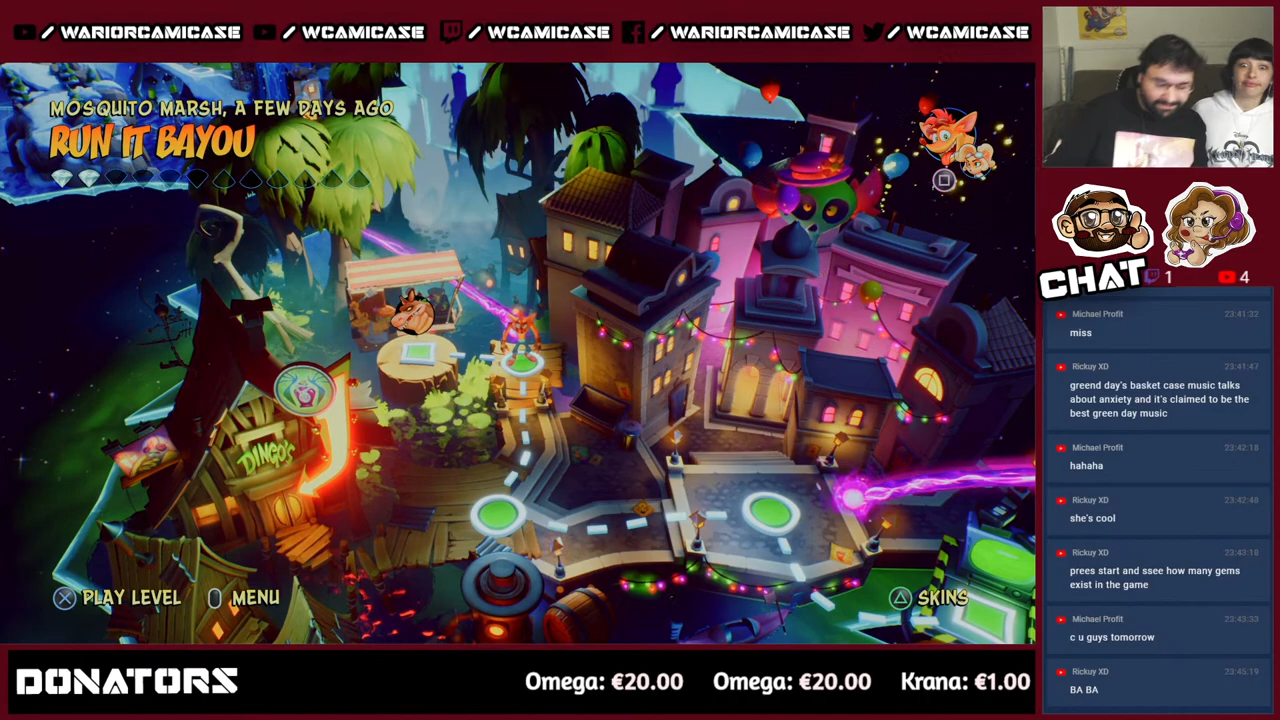 / WARIORCAMICASE / WCAMICASE / WCAMICASE / WARIORCAMICASE / WCAMICASE
MOSQUITO MARSH, A FEW DAYS AGO
RUN IT BAYOU
DINGO'S
PLAY LEVEL
MENU
SKINS
CHAT
1
4
Michael Profit 23:41:32
miss
Rickuy XD 23:41:47
greend day's basket case music talks
about anxiety and it's claimed to be the
best green day music
Michael Profit 23:42:18
hahaha
Rickuy XD 23:42:48
she's cool
Rickuy XD 23:43:18
prees start and ssee how many gems
exist in the game
Michael Profit 23:43:33
c u guys tomorrow
Rickuy XD 23:45:19
BA BA
DONATORS
Omega: €20.00 Omega: €20.00 Krana: €1.00